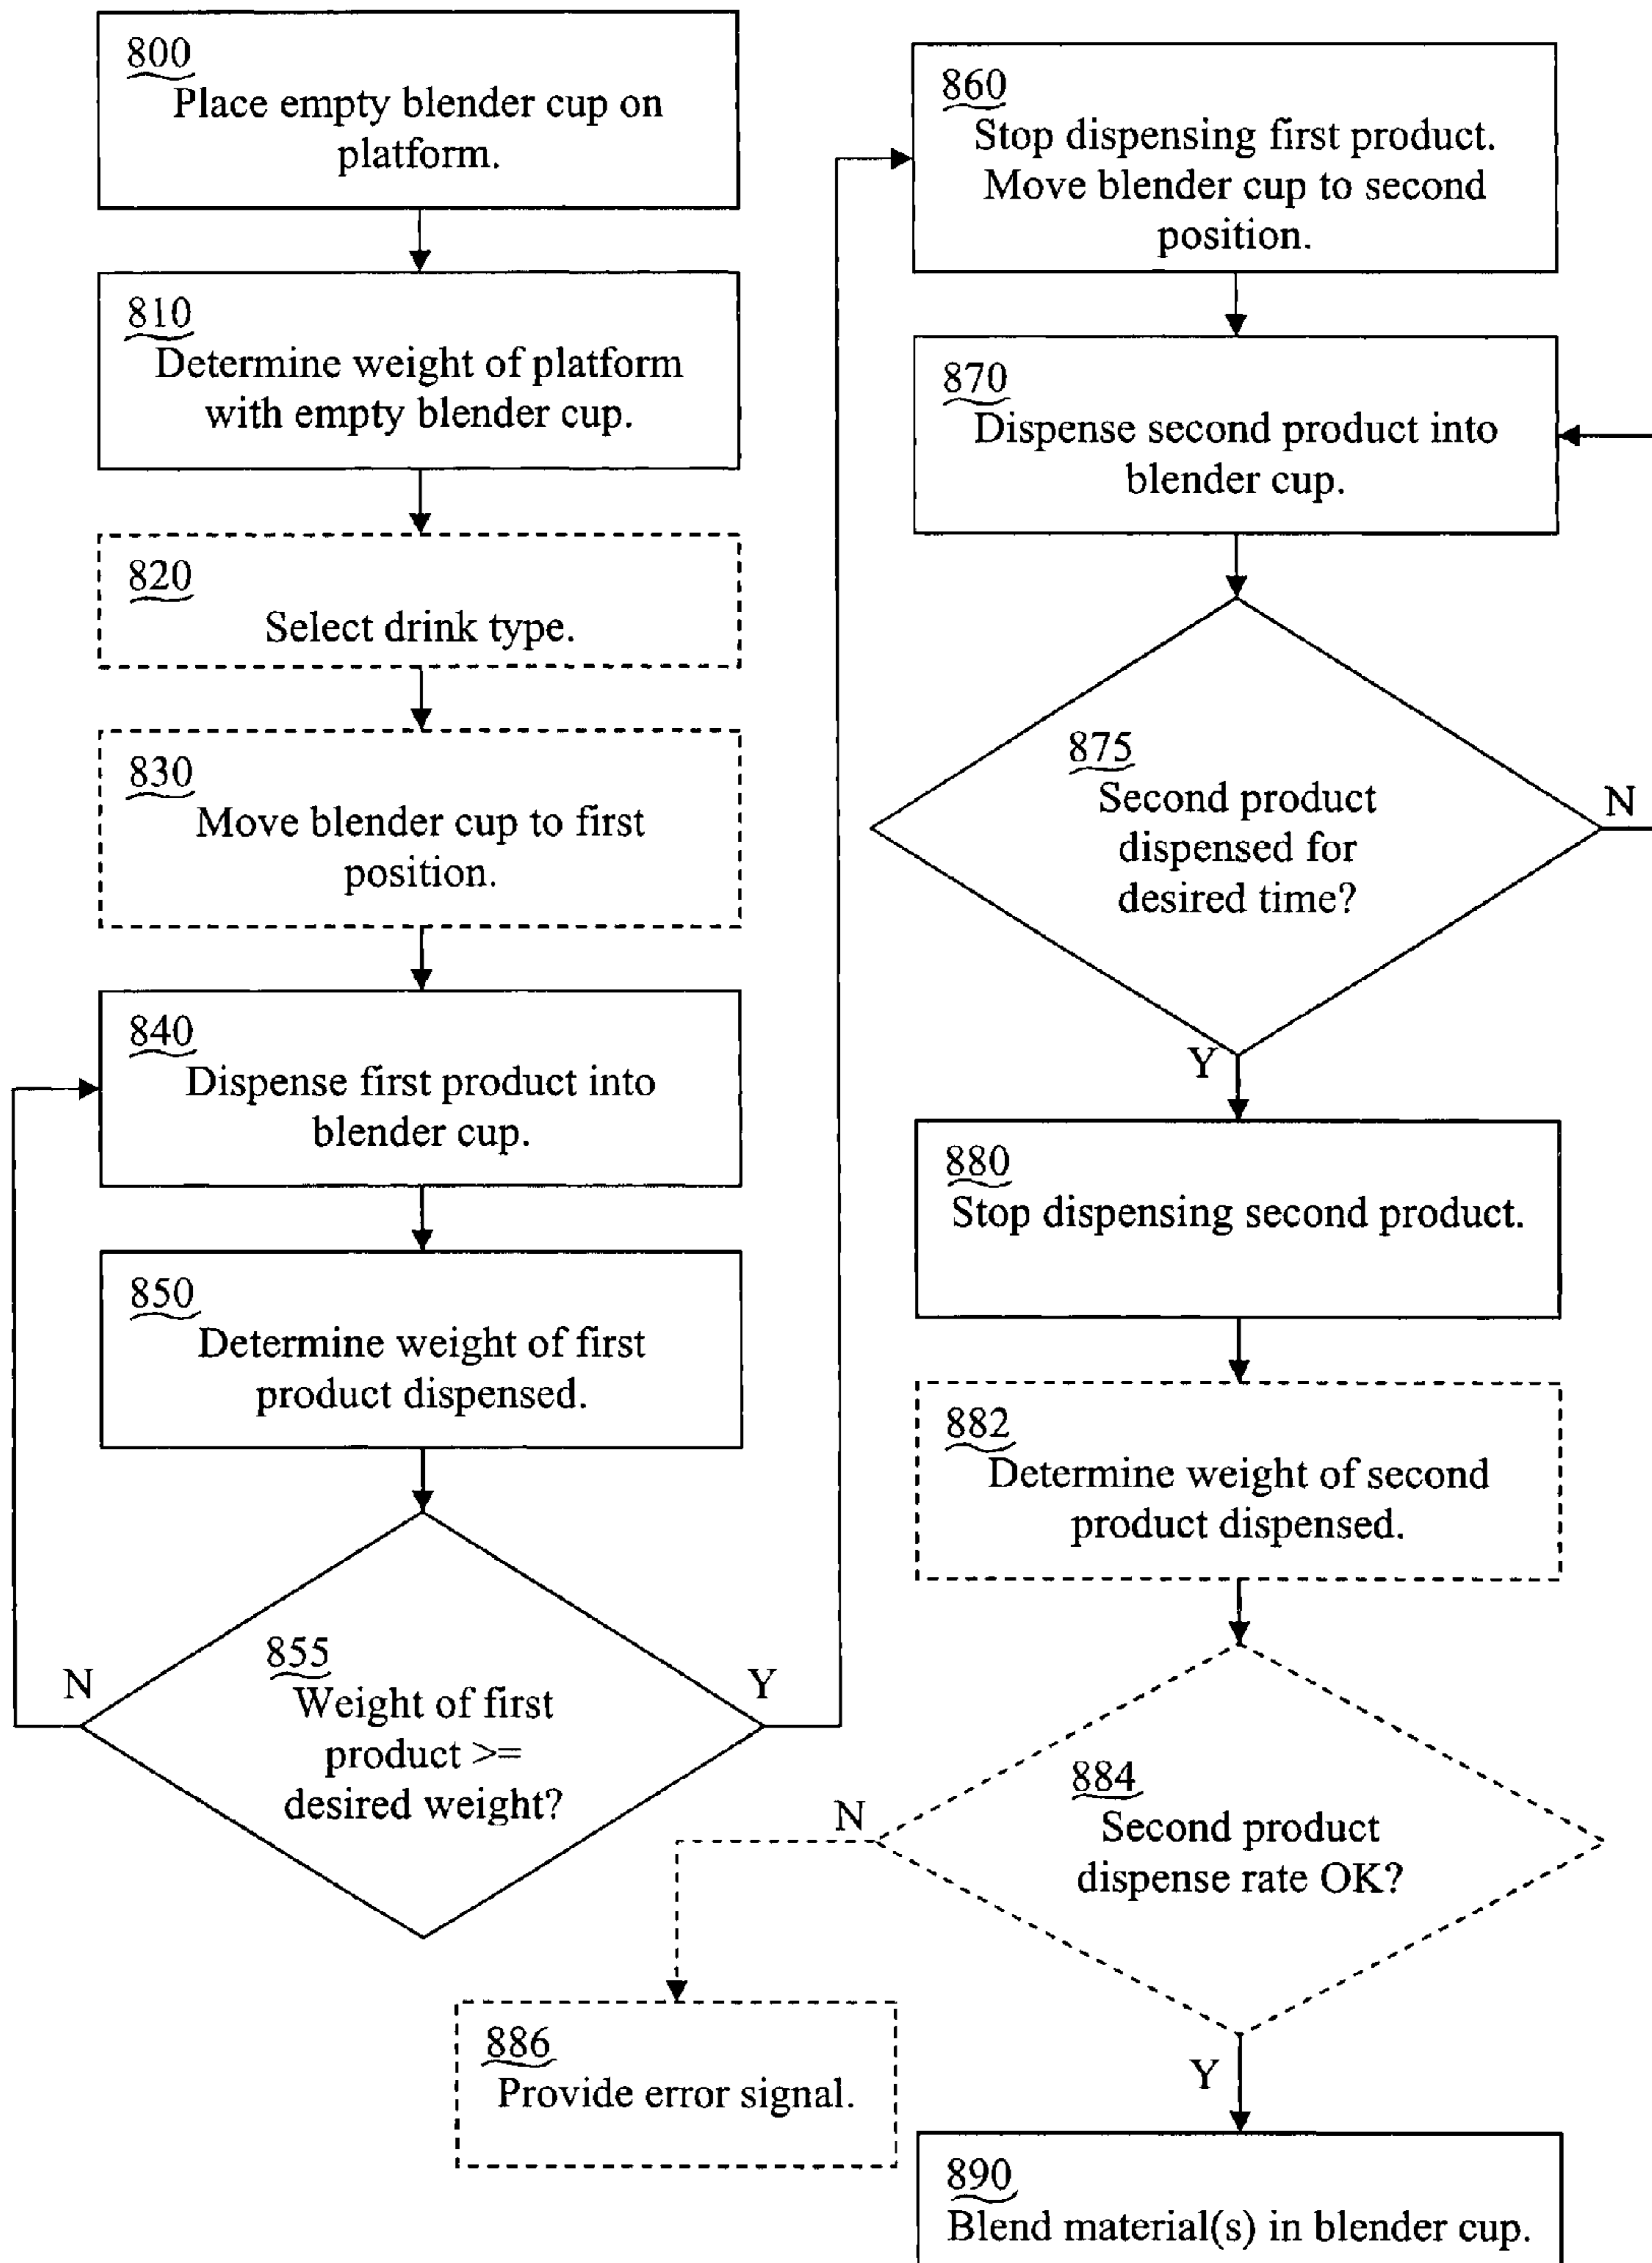 800
Place empty blender cup on
platform.
810
Determine weight of platform
with empty blender cup.
820
Select drink type.
830
Move blender cup to first
position.
840
Dispense first product into
blender cup.
850
Determine weight of first
product dispensed.
855
Weight of first
product >=
desired weight?
N
Y
860
Stop dispensing first product.
Move blender cup to second
position.
870
Dispense second product into
blender cup.
875
Second product
dispensed for
desired time?
N
Y
880
Stop dispensing second product.
882
Determine weight of second
product dispensed.
884
Second product
dispense rate OK?
N
Y
886
Provide error signal.
890
Blend material(s) in blender cup.